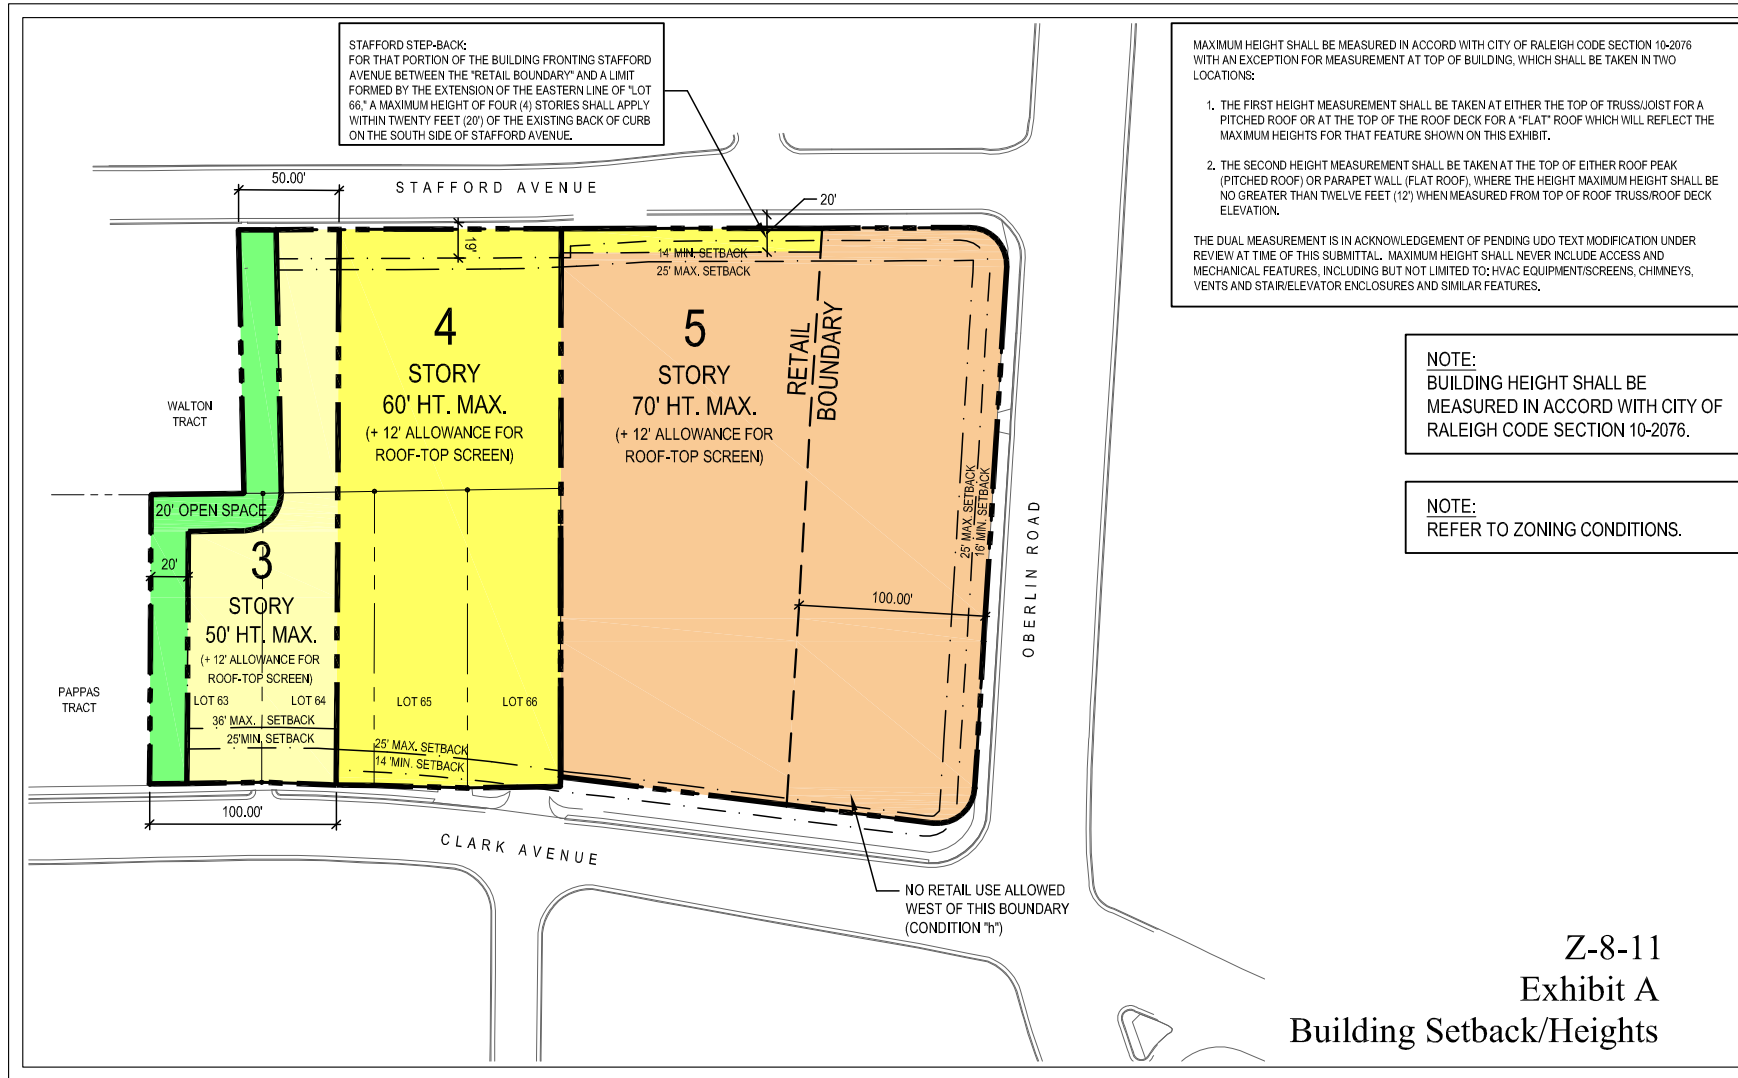 STAFFORD STEP-BACK:
FOR THAT PORTION OF THE BUILDING FRONTING STAFFORD
AVENUE BETWEEN THE "RETAIL BOUNDARY" AND A LIMIT
FORMED BY THE EXTENSION OF THE EASTERN LINE OF "LOT
66," A MAXIMUM HEIGHT OF FOUR (4) STORIES SHALL APPLY
WITHIN TWENTY FEET (20') OF THE EXISTING BACK OF CURB
ON THE SOUTH SIDE OF STAFFORD AVENUE.
MAXIMUM HEIGHT SHALL BE MEASURED IN ACCORD WITH CITY OF RALEIGH CODE SECTION 10-2076
WITH AN EXCEPTION FOR MEASUREMENT AT TOP OF BUILDING, WHICH SHALL BE TAKEN IN TWO
LOCATIONS:
1. THE FIRST HEIGHT MEASUREMENT SHALL BE TAKEN AT EITHER THE TOP OF TRUSS/JOIST FOR A
PITCHED ROOF OR AT THE TOP OF THE ROOF DECK FOR A "FLAT" ROOF WHICH WILL REFLECT THE
MAXIMUM HEIGHTS FOR THAT FEATURE SHOWN ON THIS EXHIBIT.
2. THE SECOND HEIGHT MEASUREMENT SHALL BE TAKEN AT THE TOP OF EITHER ROOF PEAK
(PITCHED ROOF) OR PARAPET WALL (FLAT ROOF), WHERE THE HEIGHT MAXIMUM HEIGHT SHALL BE
NO GREATER THAN TWELVE FEET (12') WHEN MEASURED FROM TOP OF ROOF TRUSS/ROOF DECK
ELEVATION.
THE DUAL MEASUREMENT IS IN ACKNOWLEDGEMENT OF PENDING UDO TEXT MODIFICATION UNDER
REVIEW AT TIME OF THIS SUBMITTAL. MAXIMUM HEIGHT SHALL NEVER INCLUDE ACCESS AND
MECHANICAL FEATURES, INCLUDING BUT NOT LIMITED TO: HVAC EQUIPMENT/SCREENS, CHIMNEYS,
VENTS AND STAIR/ELEVATOR ENCLOSURES AND SIMILAR FEATURES.
NOTE:
BUILDING HEIGHT SHALL BE
MEASURED IN ACCORD WITH CITY OF
RALEIGH CODE SECTION 10-2076.
NOTE:
REFER TO ZONING CONDITIONS.
50.00'
STAFFORD AVENUE
20'
19'
14' MIN. SETBACK
25' MAX. SETBACK
4
STORY
60' HT. MAX.
(+ 12' ALLOWANCE FOR
ROOF-TOP SCREEN)
5
STORY
70' HT. MAX.
(+ 12' ALLOWANCE FOR
ROOF-TOP SCREEN)
RETAIL
BOUNDARY
WALTON
TRACT
20' OPEN SPACE
20'
3
STORY
50' HT. MAX.
(+ 12' ALLOWANCE FOR
ROOF-TOP SCREEN)
25' MAX. SETBACK
16' MIN. SETBACK
OBERLIN ROAD
100.00'
PAPPAS
TRACT
LOT 63
LOT 64
LOT 65
LOT 66
36' MAX. SETBACK
25'MIN. SETBACK
25' MAX. SETBACK
14 'MIN. SETBACK
100.00'
CLARK AVENUE
NO RETAIL USE ALLOWED
WEST OF THIS BOUNDARY
(CONDITION "h")
Z-8-11
Exhibit A
Building Setback/Heights